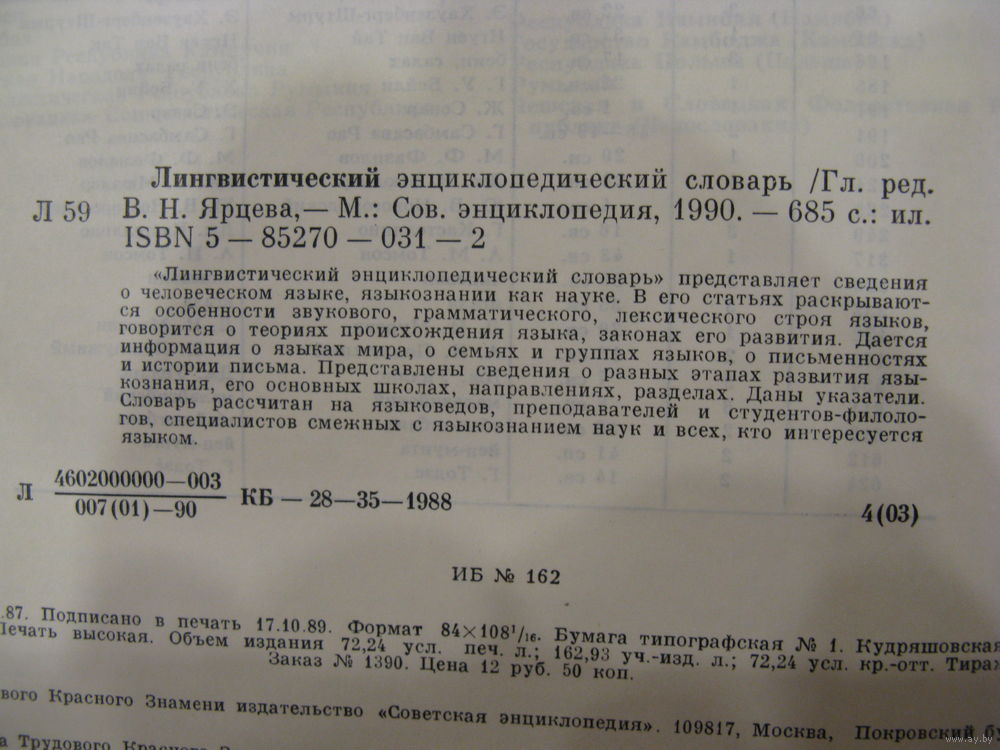 Лингвистический энциклопедический словарь /Гл. ред.
Л 59 В. Н. Ярцева,— М.: Сов. энциклопедия, 1990. — 685 с.: ил.
ISBN 5 — 85270 — 031 — 2
«Лингвистический энциклопедический словарь» представляет сведения
о человеческом языке, языкознании как науке. В его статьях раскрывают-
ся особенности звукового, грамматического, лексического строя языков,
говорится о теориях происхождения языка, законах его развития. Дается
информация о языках мира, о семьях и группах языков, о письменностях
и истории письма. Представлены сведения о разных этапах развития язы-
кознания, его основных школах, направлениях, разделах. Даны указатели.
Словарь рассчитан на языковедов, преподавателей и студентов-филоло-
гов, специалистов смежных с языкознанием наук и всех, кто интересуется
языком.
4602000000—003
Л КБ — 28—35—1988
007(01)—90
4(03)
ИБ № 162
.87. Подписано в печать 17.10.89. Формат 84×108¹/₁₆. Бумага типографская № 1. Кудряшовская
Печать высокая. Объем издания 72,24 усл. печ. л.; 162,93 уч.-изд. л.; 72,24 усл. кр.-отт. Тираж
Заказ № 1390. Цена 12 руб. 50 коп.
вого Красного Знамени издательство «Советская энциклопедия». 109817, Москва, Покровский б
а Трудового Красного
www.ay.by